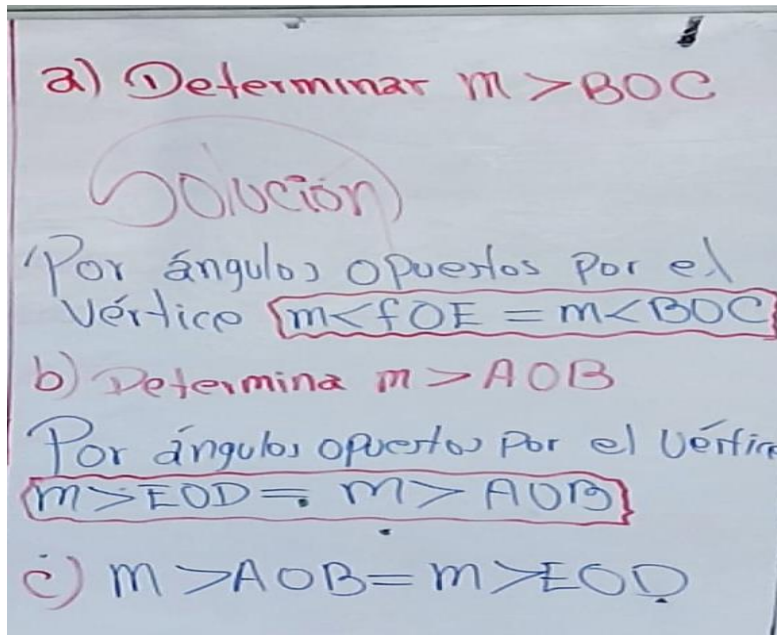 a) Determinar m>BOC
Solución
Por ángulos opuestos por el
vértice m<fOE = m<BOC
b) Determina m>AOB
Por ángulos opuestos por el vértice
m>EOD = m>AOB
c) m>AOB=m>EOD